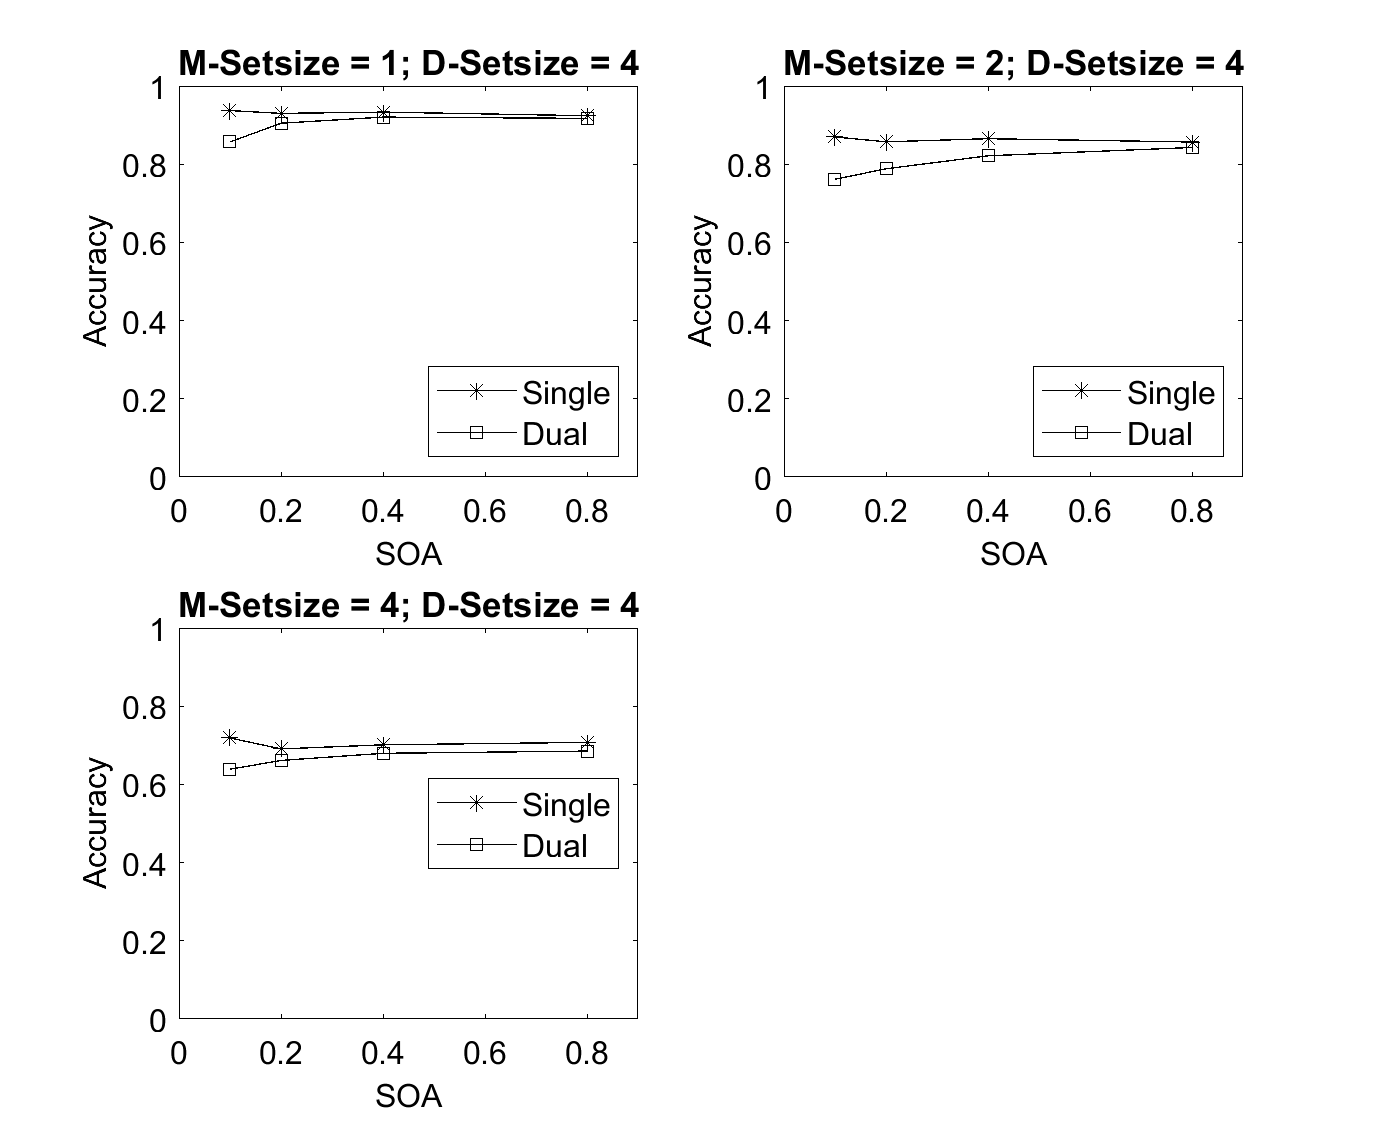 M-Setsize = 1; D-Setsize = 4
1
0.8
0.6
0.4
0.2
0
Accuracy
Single
Dual
0 0.2 0.4 0.6 0.8
SOA
M-Setsize = 2; D-Setsize = 4
1
0.8
0.6
0.4
0.2
0
Accuracy
Single
Dual
0 0.2 0.4 0.6 0.8
SOA
M-Setsize = 4; D-Setsize = 4
1
0.8
0.6
0.4
0.2
0
Accuracy
Single
Dual
0 0.2 0.4 0.6 0.8
SOA